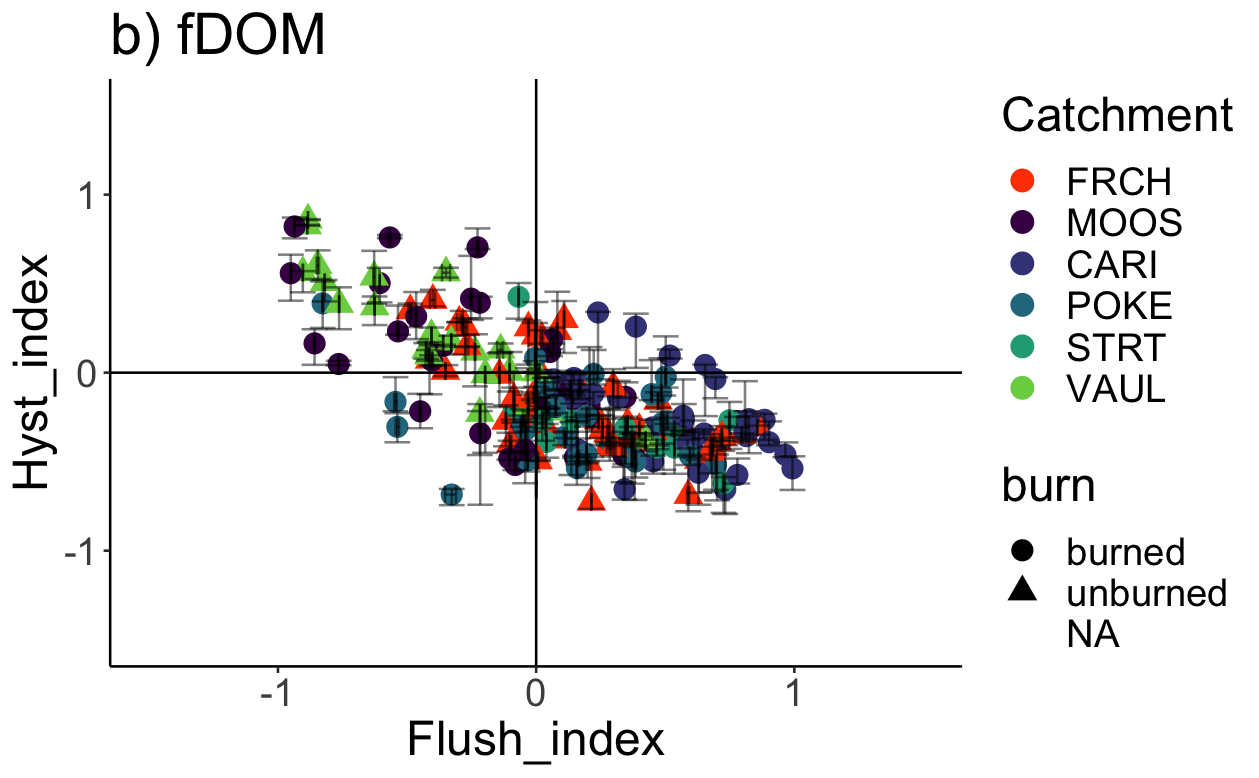 b) fDOM
Hyst_index
1
0
-1
-1
0
1
Flush_index
Catchment
FRCH
MOOS
CARI
POKE
STRT
VAUL
burn
burned
unburned
NA